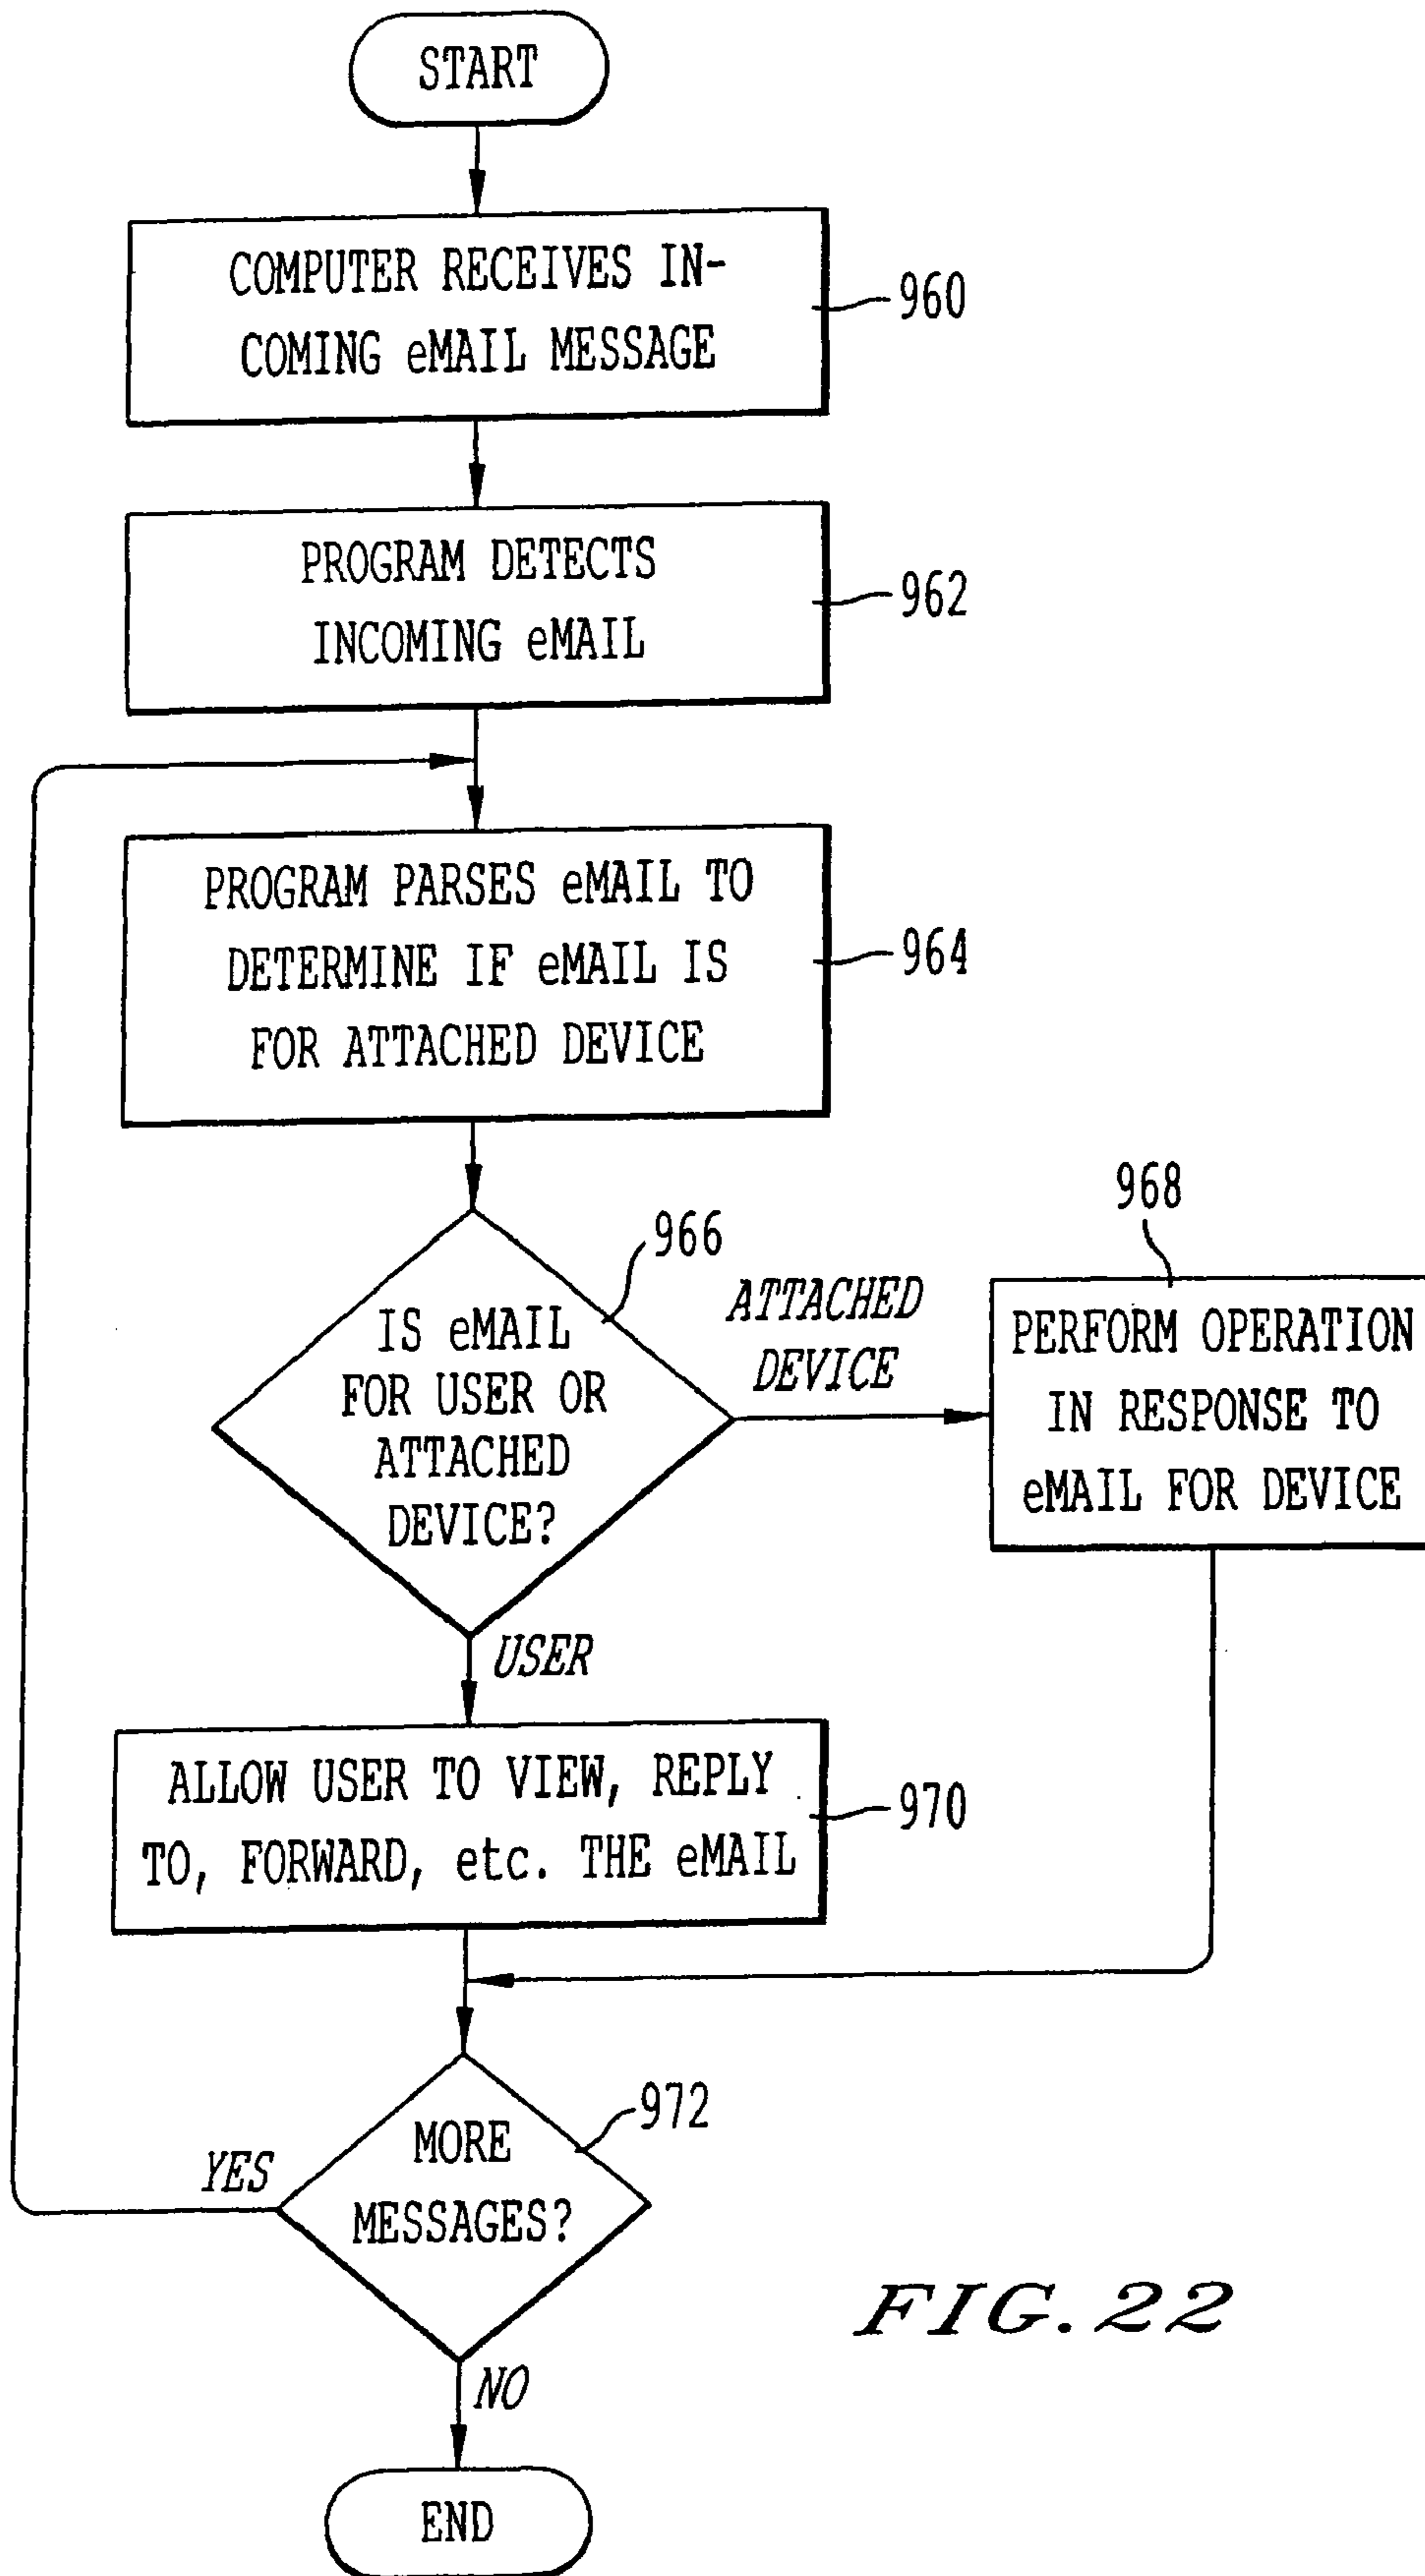 START
COMPUTER RECEIVES IN-
COMING eMAIL MESSAGE
960
PROGRAM DETECTS
INCOMING eMAIL
962
PROGRAM PARSES eMAIL TO
DETERMINE IF eMAIL IS
FOR ATTACHED DEVICE
964
966
IS eMAIL
FOR USER OR
ATTACHED
DEVICE?
ATTACHED
DEVICE
968
PERFORM OPERATION
IN RESPONSE TO
eMAIL FOR DEVICE
USER
ALLOW USER TO VIEW, REPLY
TO, FORWARD, etc. THE eMAIL
970
972
MORE
MESSAGES?
YES
NO
END
FIG. 22